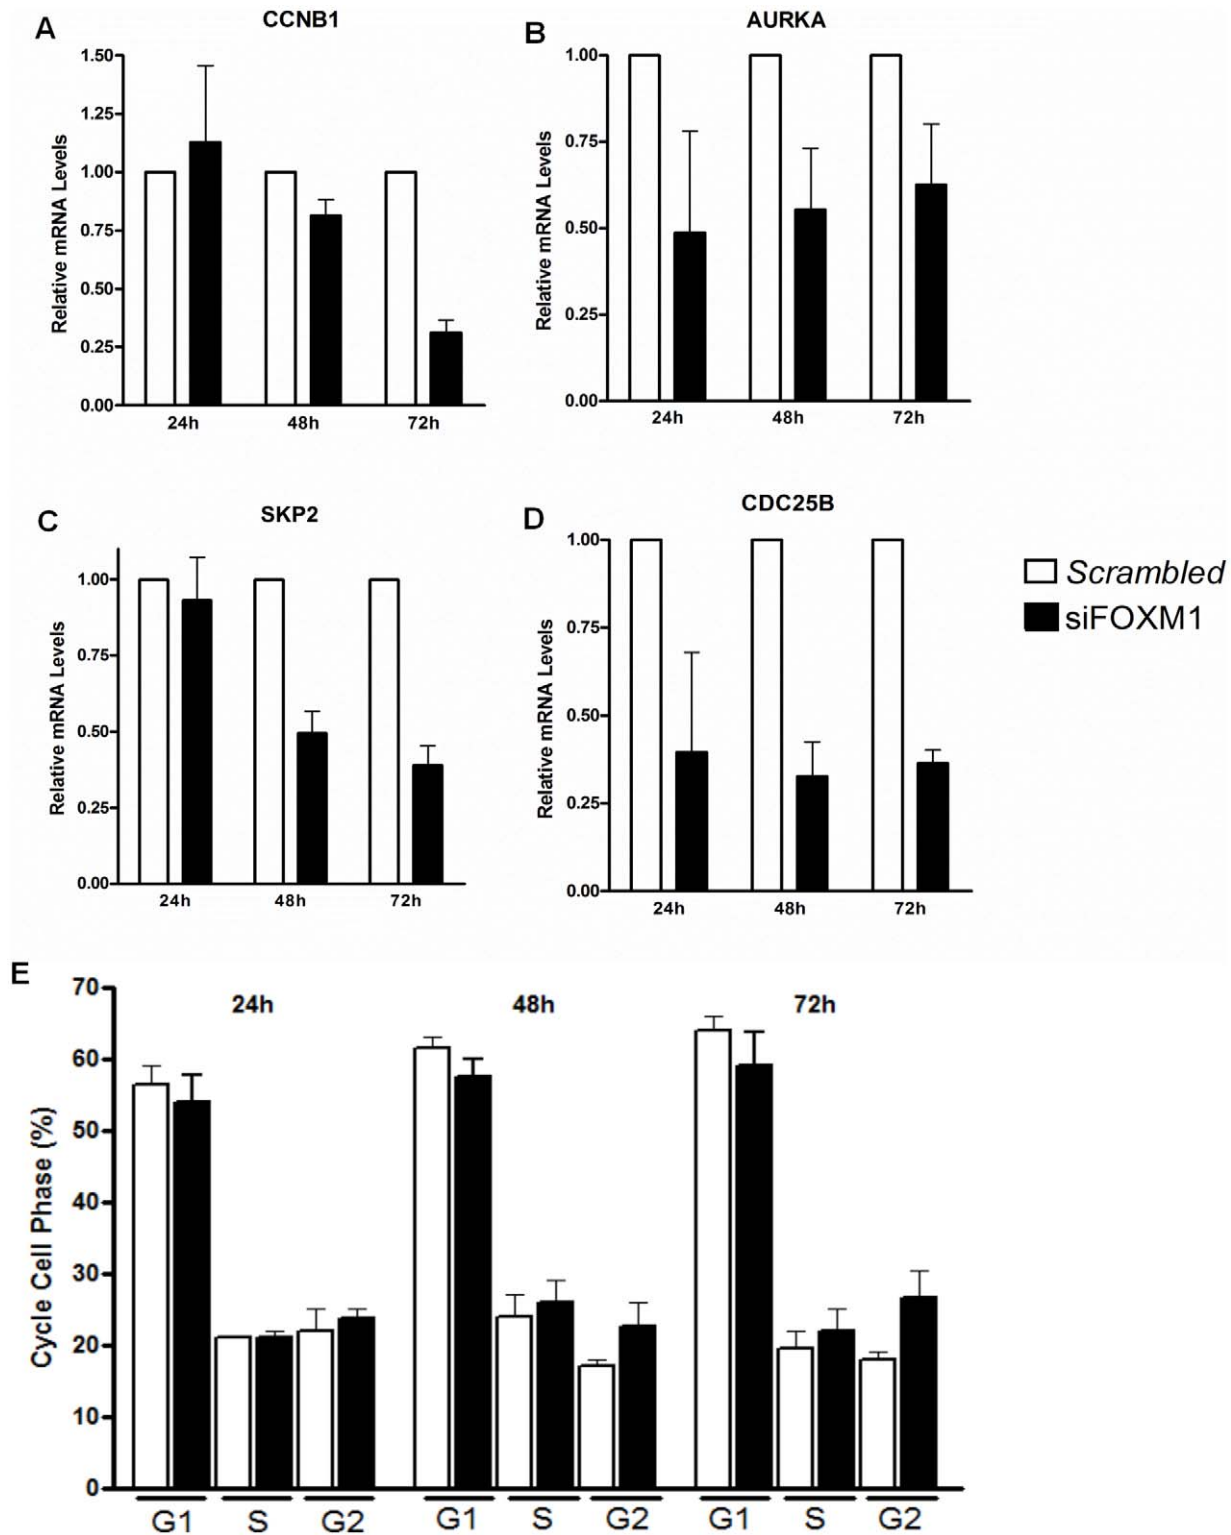 A
CCNB1
Relative mRNA Levels
1.50
1.25
1.00
0.75
0.50
0.25
0.00
24h 48h 72h
B
AURKA
Relative mRNA Levels
1.00
0.75
0.50
0.25
0.00
24h 48h 72h
C
SKP2
Relative mRNA Levels
1.00
0.75
0.50
0.25
0.00
24h 48h 72h
D
CDC25B
Relative mRNA Levels
1.00
0.75
0.50
0.25
0.00
24h 48h 72h
Scrambled
siFOXM1
E
Cycle Cell Phase (%)
70
60
50
40
30
20
10
0
24h 48h 72h
G1 S G2 G1 S G2 G1 S G2